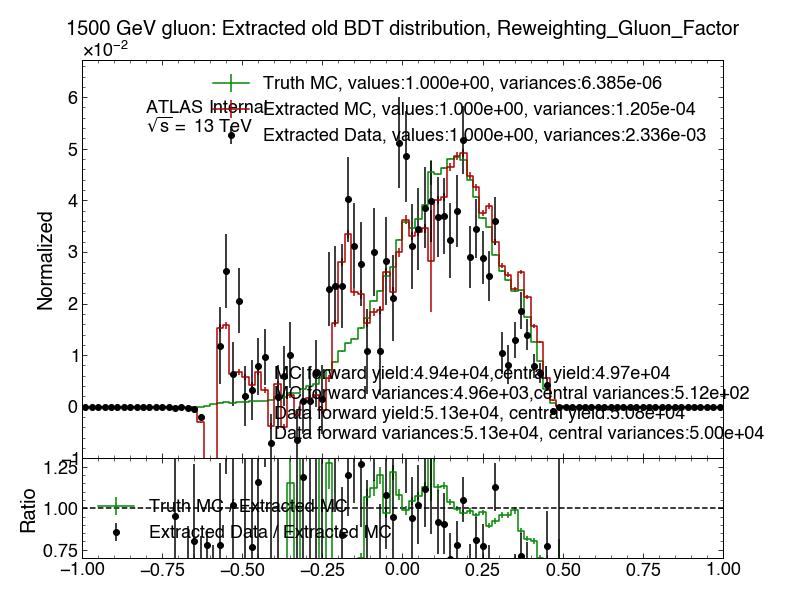 1500 GeV gluon: Extracted old BDT distribution, Reweighting_Gluon_Factor
×10⁻²
Truth MC, values:1.000e+00, variances:6.385e-06
ATLAS Internal
Extracted MC, values:1.000e+00, variances:1.205e-04
√s = 13 TeV
Extracted Data, values:1.000e+00, variances:2.336e-03
6
5
4
3
2
1
0
−1
Normalized
MC forward yield:4.94e+04,central yield:4.97e+04
MC forward variances:4.96e+03,central variances:5.12e+02
Data forward yield:5.13e+04, central yield:5.08e+04
Data forward variances:5.13e+04, central variances:5.00e+04
1.25
1.00
0.75
Ratio
Truth MC / Extracted MC
Extracted Data / Extracted MC
−1.00 −0.75 −0.50 −0.25 0.00 0.25 0.50 0.75 1.00